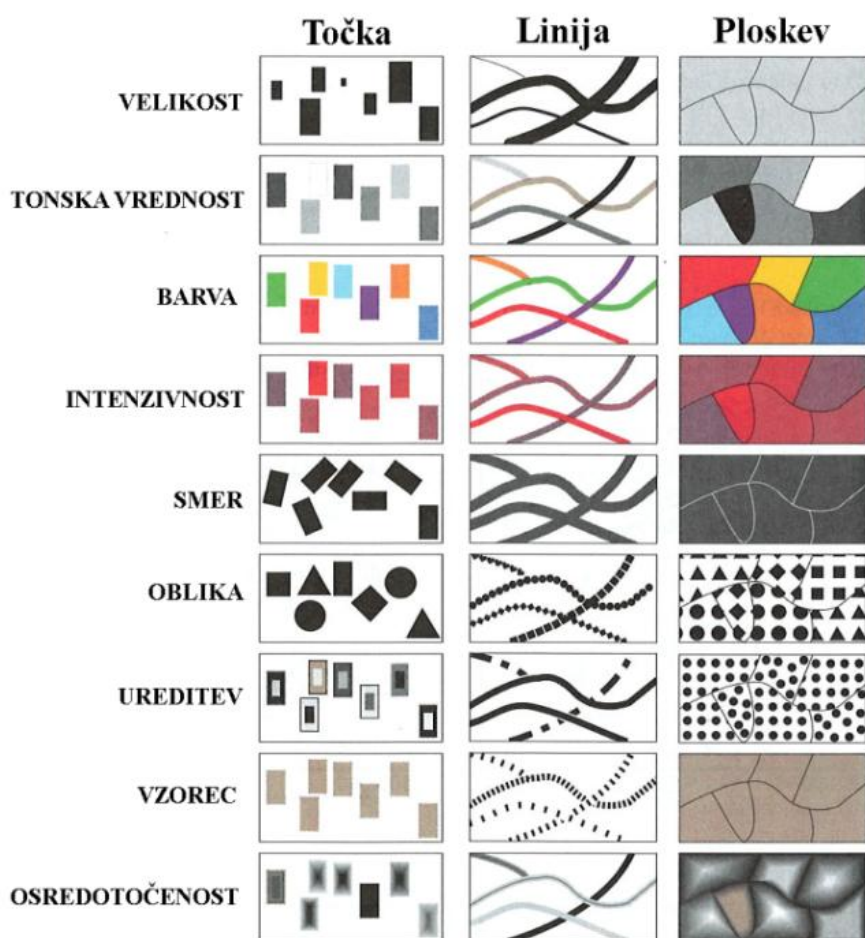 Točka Linija Ploskev
VELIKOST
TONSKA VREDNOST
BARVA
INTENZIVNOST
SMER
OBLIKA
UREDITEV
VZOREC
OSREDOTOČENOST